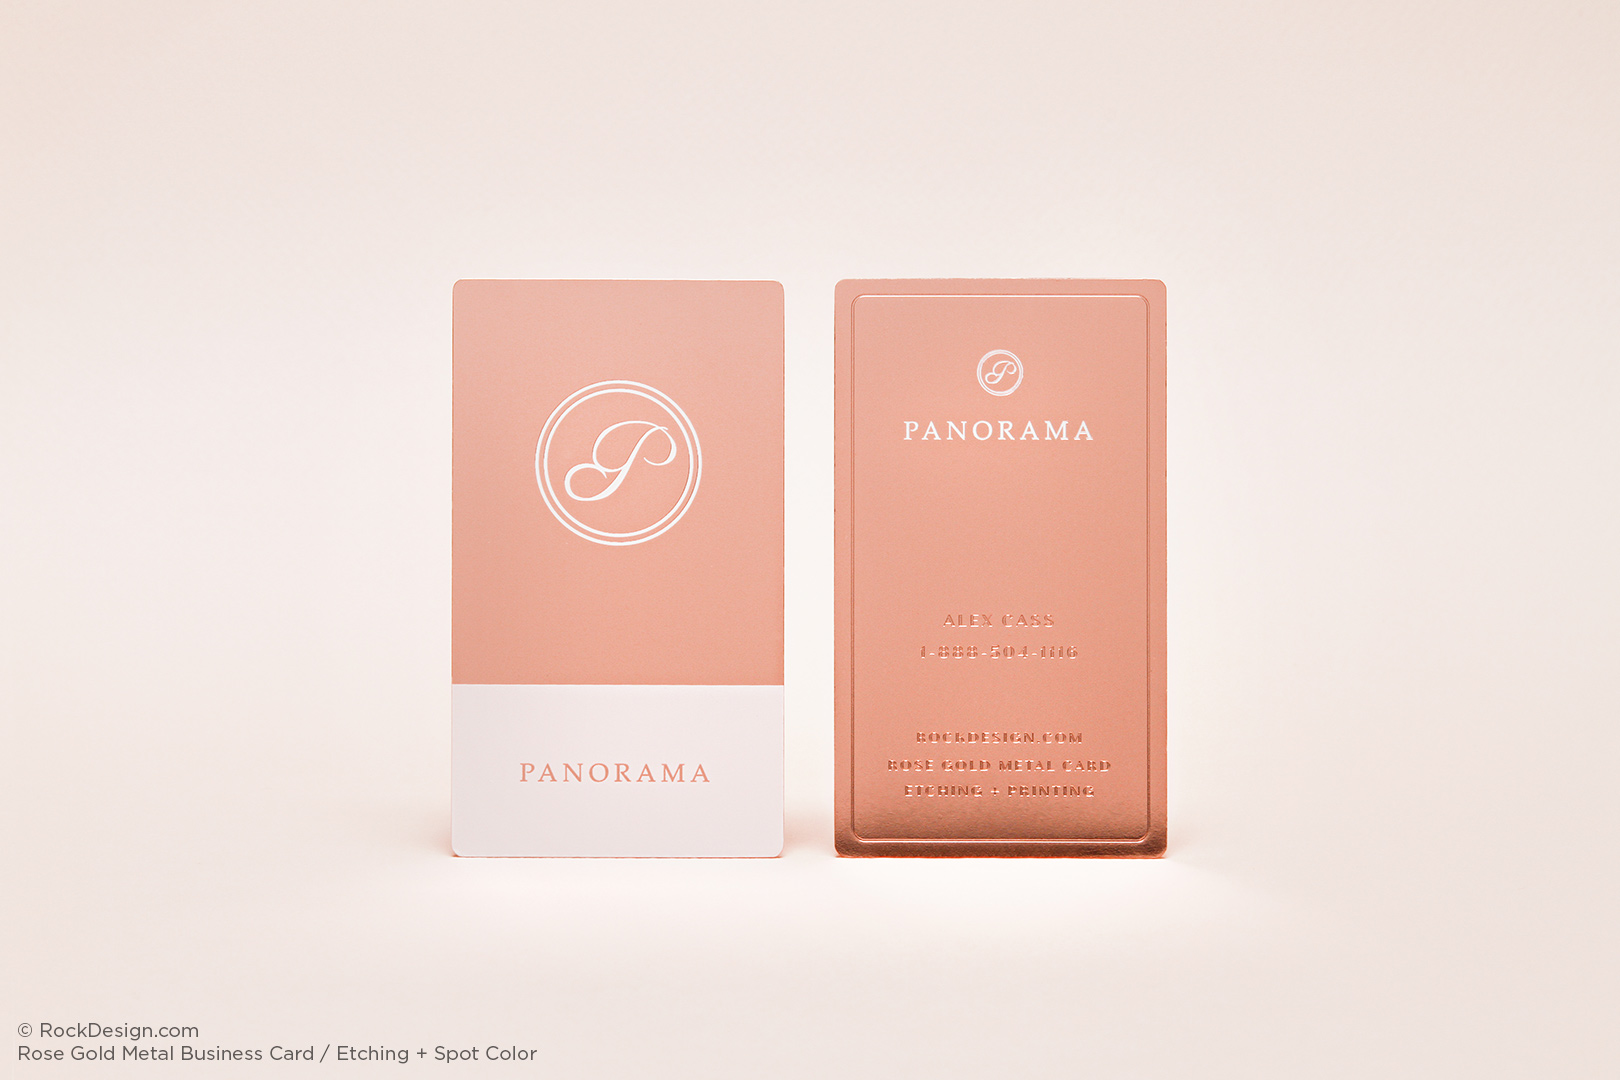 P
PANORAMA
P
PANORAMA
ALEX CASS
1-888-504-1116
ROCKDESIGN.COM
ROSE GOLD METAL CARD
ETCHING + PRINTING
© RockDesign.com
Rose Gold Metal Business Card / Etching + Spot Color